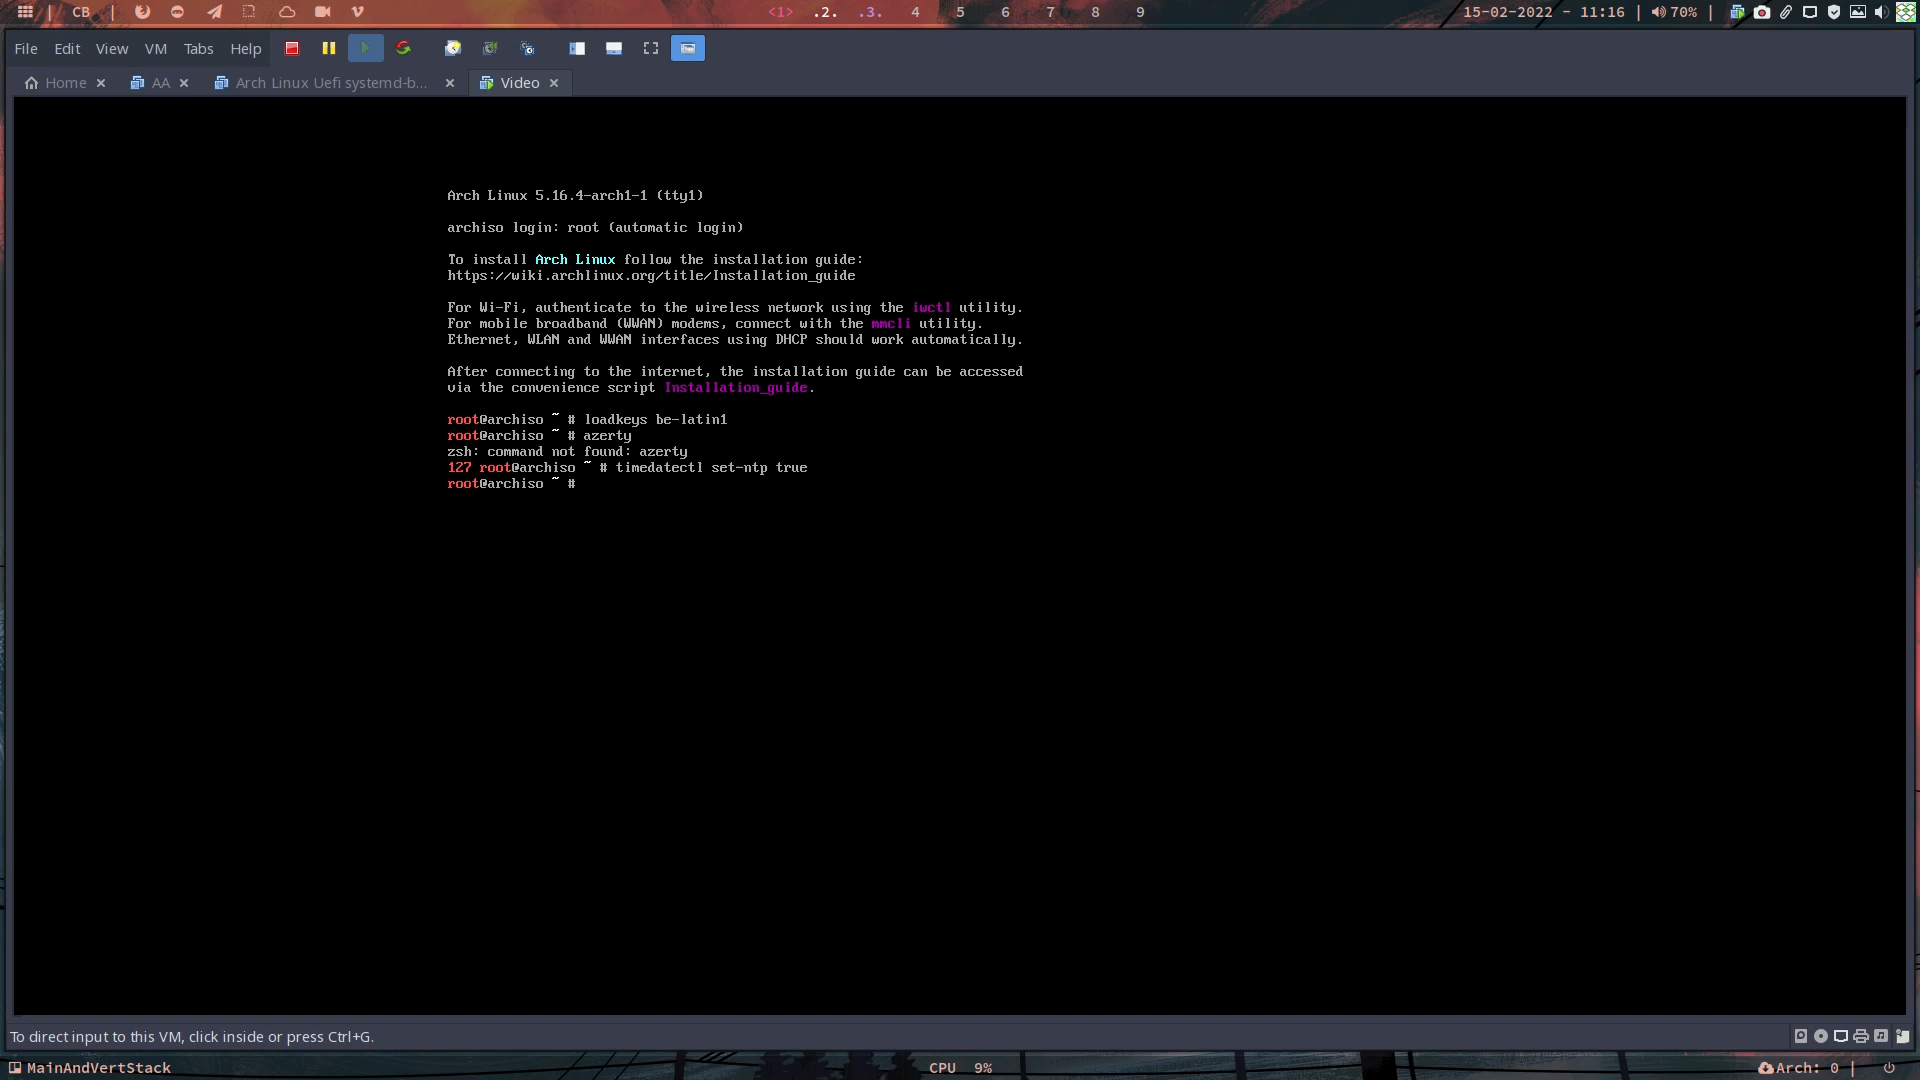 CB
<1> .2. .3. 4 5 6 7 8 9
15-02-2022 - 11:16 | 70% |
File Edit View VM Tabs Help
Home AA Arch Linux Uefi systemd-b... Video
Arch Linux 5.16.4-arch1-1 (tty1)
archiso login: root (automatic login)
To install Arch Linux follow the installation guide:
https://wiki.archlinux.org/title/Installation_guide
For Wi-Fi, authenticate to the wireless network using the iwctl utility.
For mobile broadband (WWAN) modems, connect with the mmcli utility.
Ethernet, WLAN and WWAN interfaces using DHCP should work automatically.
After connecting to the internet, the installation guide can be accessed
via the convenience script Installation_guide.
root@archiso ~ # loadkeys be-latin1
root@archiso ~ # azerty
zsh: command not found: azerty
127 root@archiso ~ # timedatectl set-ntp true
root@archiso ~ #
To direct input to this VM, click inside or press Ctrl+G.
MainAndVertStack
CPU 9%
Arch: 0 |